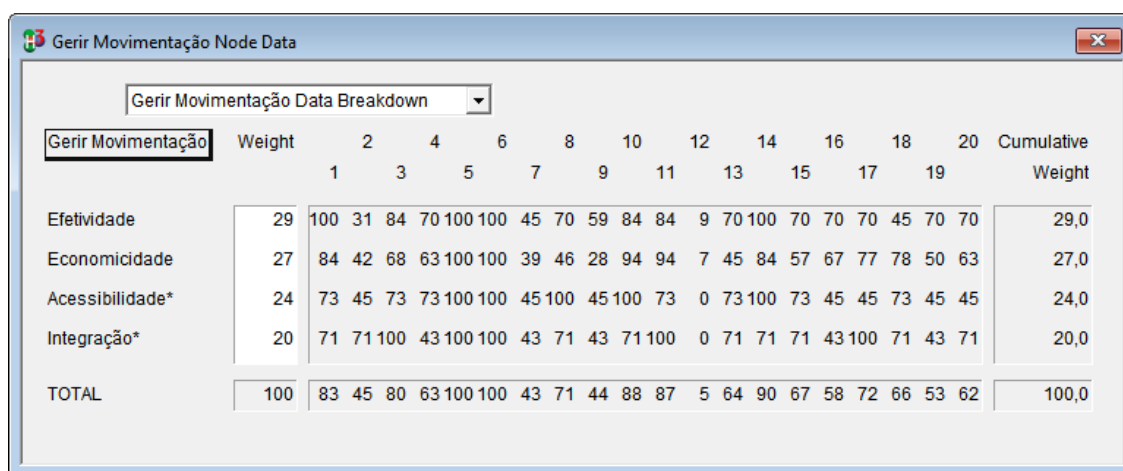 Gerir Movimentação Node Data
Gerir Movimentação Data Breakdown
Gerir Movimentação Weight 2 4 6 8 10 12 14 16 18 20 Cumulative
1 3 5 7 9 11 13 15 17 19 Weight
Efetividade 29 100 31 84 70 100 100 45 70 59 84 84 9 70 100 70 70 70 45 70 70 29,0
Economicidade 27 84 42 68 63 100 100 39 46 28 94 94 7 45 84 57 67 77 78 50 63 27,0
Acessibilidade* 24 73 45 73 73 100 100 45 100 45 100 73 0 73 100 73 45 45 73 45 45 24,0
Integração* 20 71 71 100 43 100 100 43 71 43 71 100 0 71 71 71 43 100 71 43 71 20,0
TOTAL 100 83 45 80 63 100 100 43 71 44 88 87 5 64 90 67 58 72 66 53 62 100,0